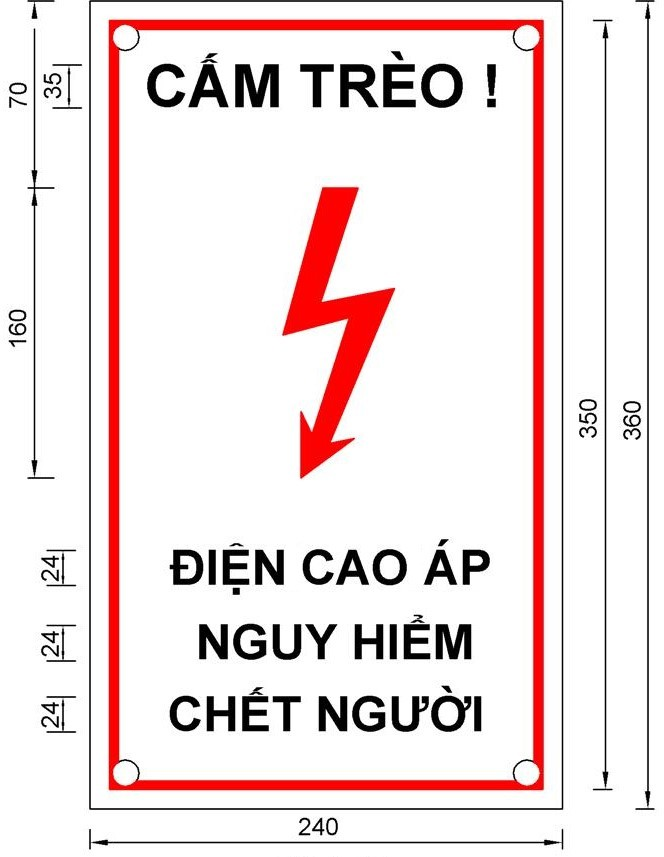 CẤM TRÈO !
70
35
160
350
360
ĐIỆN CAO ÁP
24
NGUY HIỂM
24
CHẾT NGƯỜI
24
240